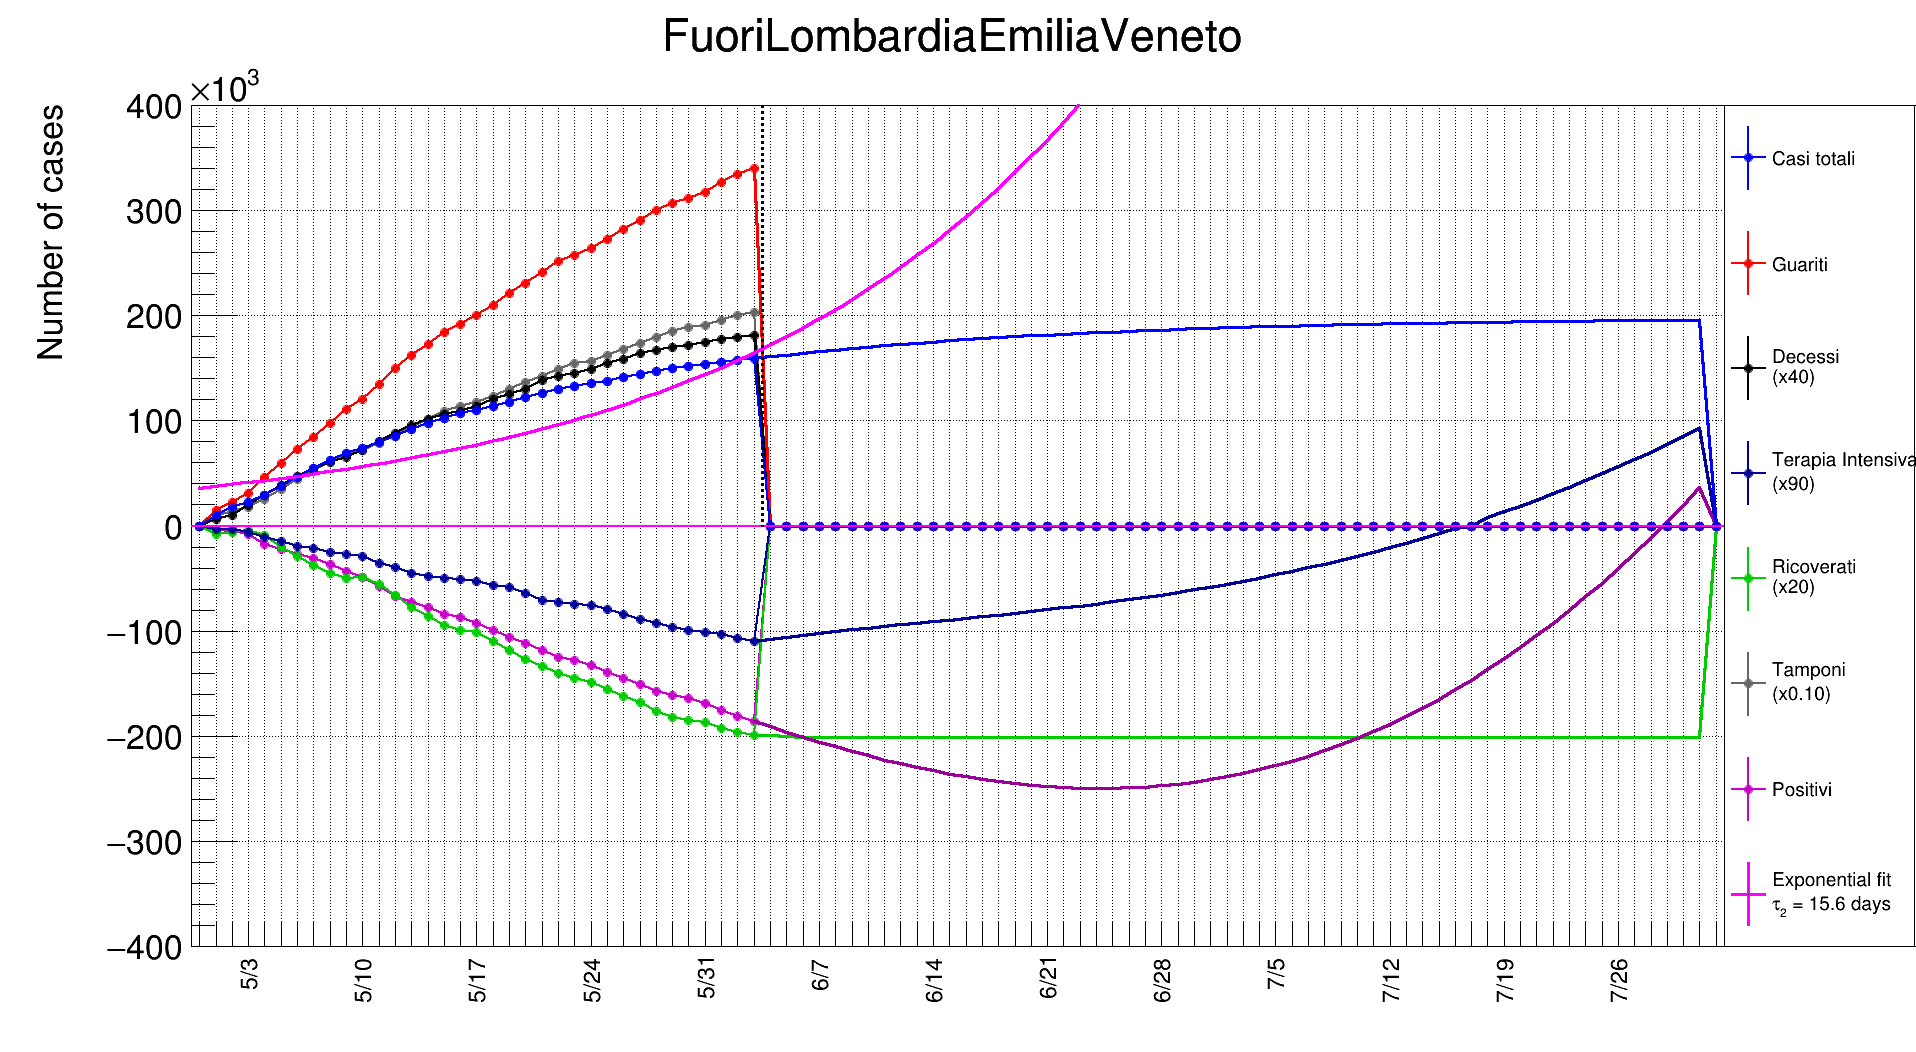 FuoriLombardiaEmiliaVeneto
×10³
Number of cases
400
300
200
100
0
−100
−200
−300
−400
5/3
5/10
5/17
5/24
5/31
6/7
6/14
6/21
6/28
7/5
7/12
7/19
7/26
Casi totali
Guariti
Decessi
(x40)
Terapia Intensiva
(x90)
Ricoverati
(x20)
Tamponi
(x0.10)
Positivi
Exponential fit
τ₂ = 15.6 days